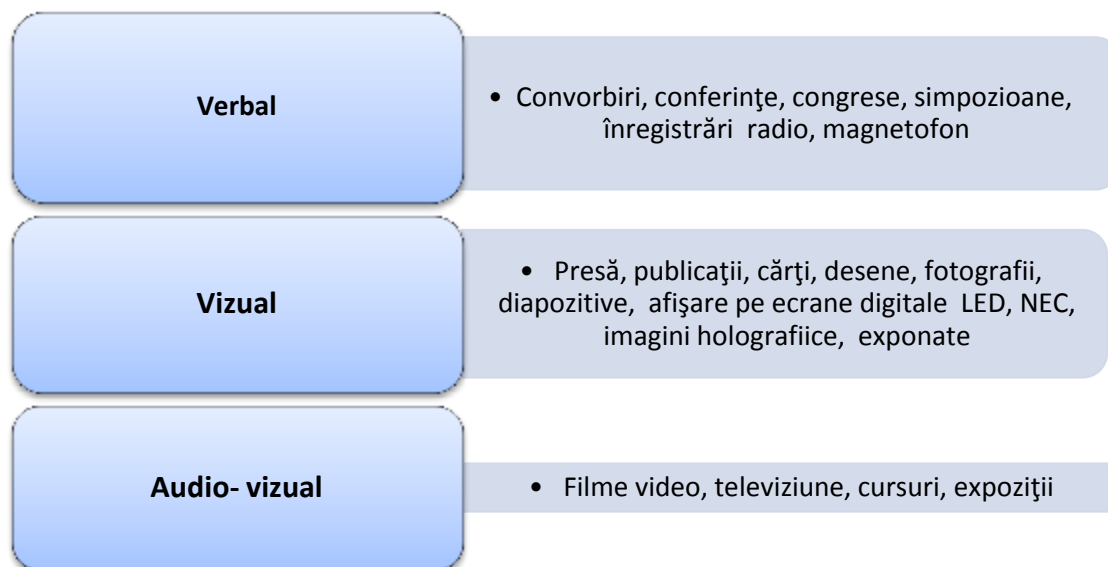 Verbal
• Convorbiri, conferinţe, congrese, simpozioane,
înregistrări radio, magnetofon
Vizual
• Presă, publicaţii, cărţi, desene, fotografii,
diapozitive, afişare pe ecrane digitale LED, NEC,
imagini holografiice, exponate
Audio- vizual
• Filme video, televiziune, cursuri, expoziţii